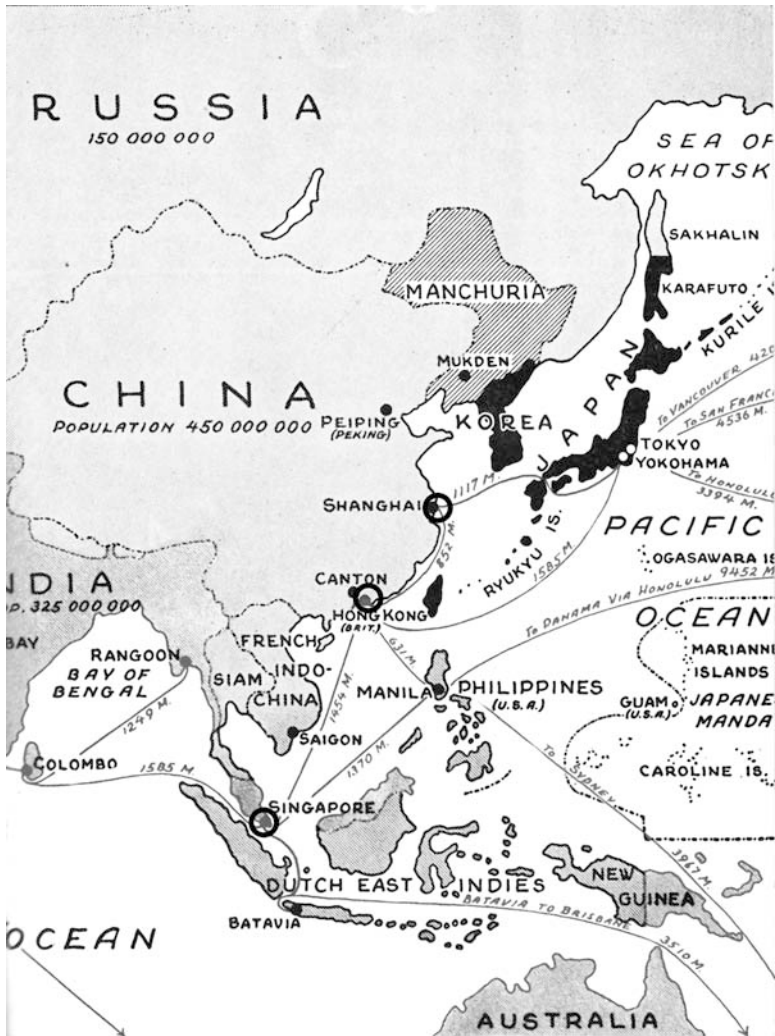 RUSSIA
150 000 000
SEA OF
OKHOTSK
SAKHALIN
KARAFUTO
KURILE I
MANCHURIA
MUKDEN
CHINA
POPULATION 450 000 000
PEIPING
(PEKING)
KOREA
JAPAN
TO VANCOUVER 420
TO SAN FRANCI
4536 M.
TOKYO
YOKOHAMA
TO HONOLULU
3394 M.
SHANGHAI
1117 M.
852 M.
RYUKYU IS.
1585 M
PACIFIC
OGASAWARA IS
NDIA
P. 325 000 000
BAY
CANTON
HONG KONG
(BRIT.)
TO PANAMA VIA HONOLULU 9452 M
OCEAN
MARIANNE
ISLANDS
FRENCH
INDO-
CHINA
SIAM
RANGOON
BAY OF
BENGAL
1249 M.
631 M.
1454 M.
MANILA
PHILIPPINES
(U.S.A.)
GUAM
(U.S.A.)
JAPANE
MANDA
SAIGON
1370 M.
COLOMBO
1585 M
TO SYDNEY
3967 M.
CAROLINE IS.
SINGAPORE
DUTCH EAST INDIES
NEW
GUINEA
BATAVIA
BATAVIA TO BRISBANE
3510 M.
OCEAN
AUSTRALIA